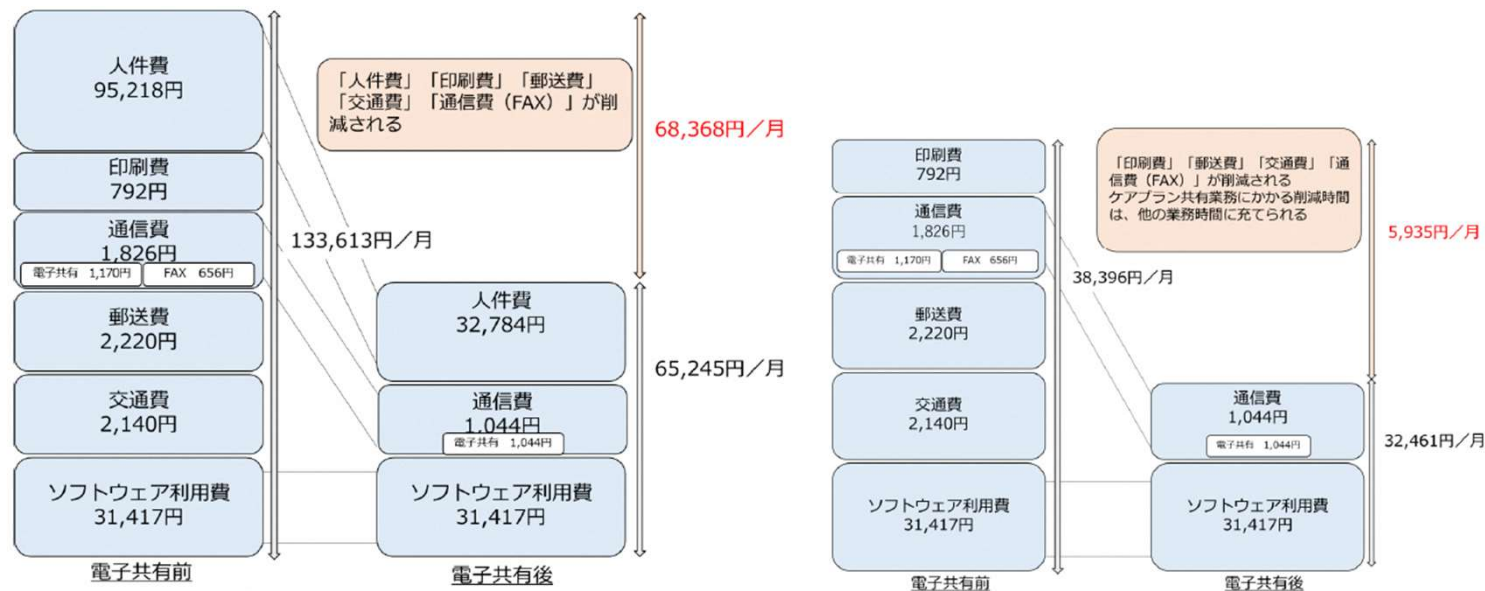 人件費
95,218円
印刷費
792円
通信費
1,826円
電子共有 1,170円
FAX 656円
郵送費
2,220円
交通費
2,140円
ソフトウェア利用費
31,417円
電子共有前
133,613円／月
「人件費」「印刷費」「郵送費」
「交通費」「通信費（FAX）」が削
減される
68,368円／月
人件費
32,784円
通信費
1,044円
電子共有 1,044円
ソフトウェア利用費
31,417円
電子共有後
65,245円／月
印刷費
792円
通信費
1,826円
電子共有 1,170円
FAX 656円
郵送費
2,220円
交通費
2,140円
ソフトウェア利用費
31,417円
電子共有前
38,396円／月
「印刷費」「郵送費」「交通費」「通
信費（FAX）」が削減される
ケアプラン共有業務にかかる削減時間
は、他の業務時間に充てられる
5,935円／月
通信費
1,044円
電子共有 1,044円
ソフトウェア利用費
31,417円
電子共有後
32,461円／月